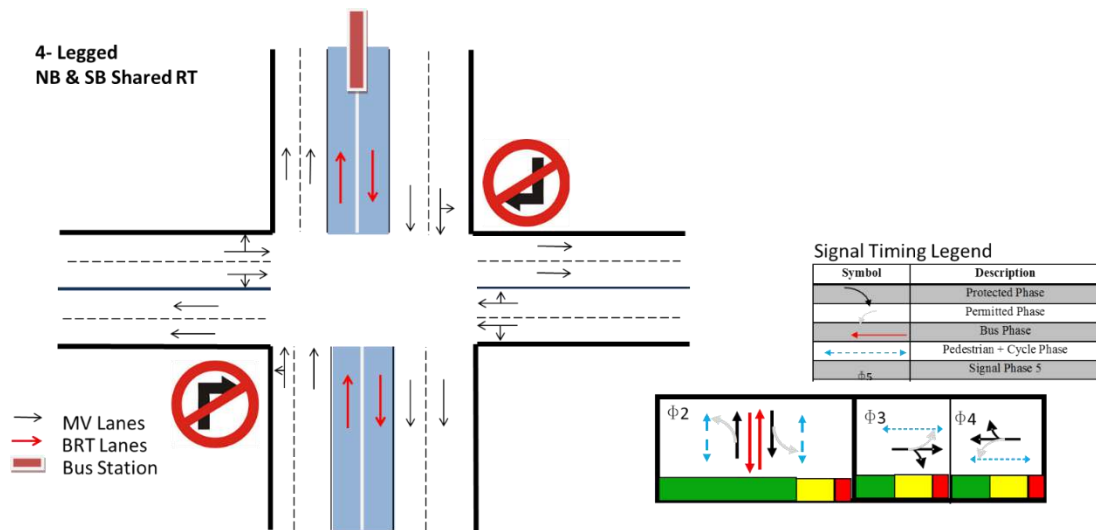 4- Legged
NB & SB Shared RT
Signal Timing Legend
Symbol Description
Protected Phase
Permitted Phase
Bus Phase
Pedestrian + Cycle Phase
Φ5 Signal Phase 5
Φ2 Φ3 Φ4
MV Lanes
BRT Lanes
Bus Station